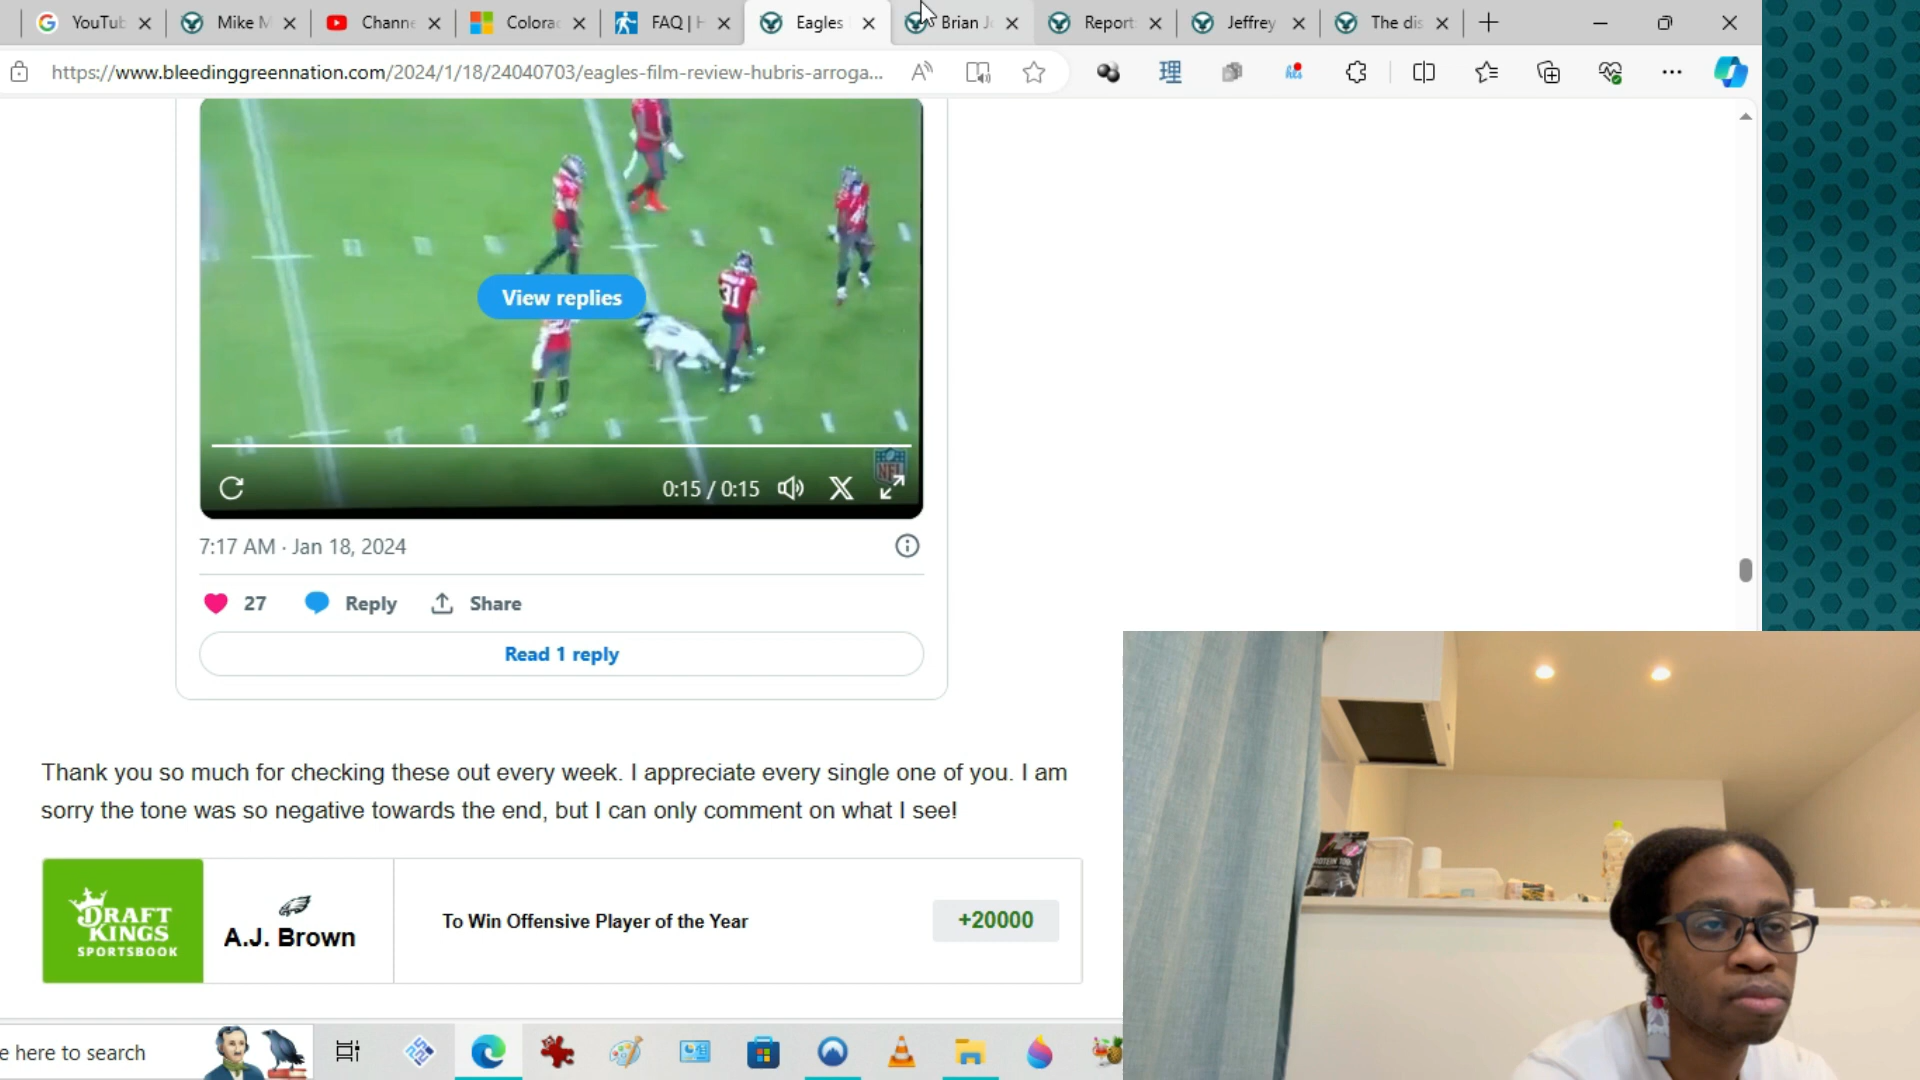 YouTub
Mike M
Chann
Colora
FAQ | H
Eagles
Brian Jo
Report:
Jeffrey
The dis
https://www.bleedinggreennation.com/2024/1/18/24040703/eagles-film-review-hubris-arroga...
理
31
View replies
NFL
0:15 / 0:15
7:17 AM · Jan 18, 2024
27
Reply
Share
Read 1 reply
Thank you so much for checking these out every week. I appreciate every single one of you. I am
sorry the tone was so negative towards the end, but I can only comment on what I see!
DRAFT
KINGS
SPORTSBOOK
A.J. Brown
To Win Offensive Player of the Year
+20000
e here to search